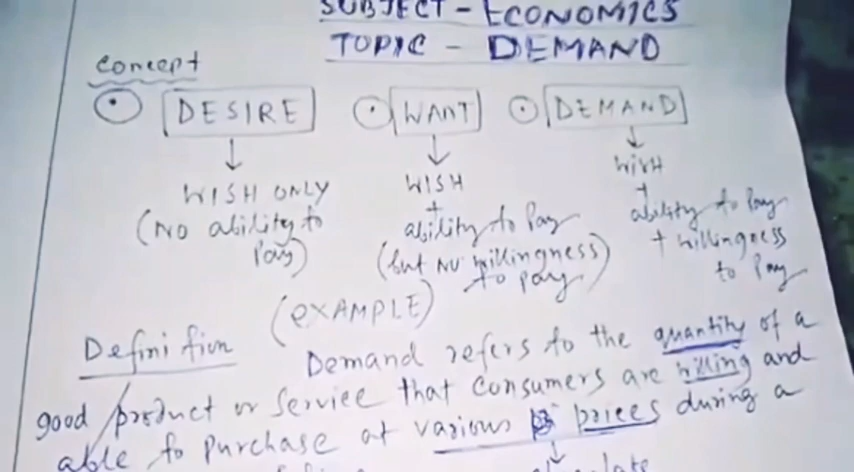 SUBJECT - ECONOMICS
TOPIC - DEMAND
Concept
DESIRE WANT DEMAND
WISH ONLY WISH WISH
(NO ability to + ability to Pay + ability to Pay
Pay) (but NO willingness + willingness
to pay) to Pay
(EXAMPLE)
Definition Demand refers to the quantity of a
good/product or service that consumers are willing and
able to purchase at various prices during a